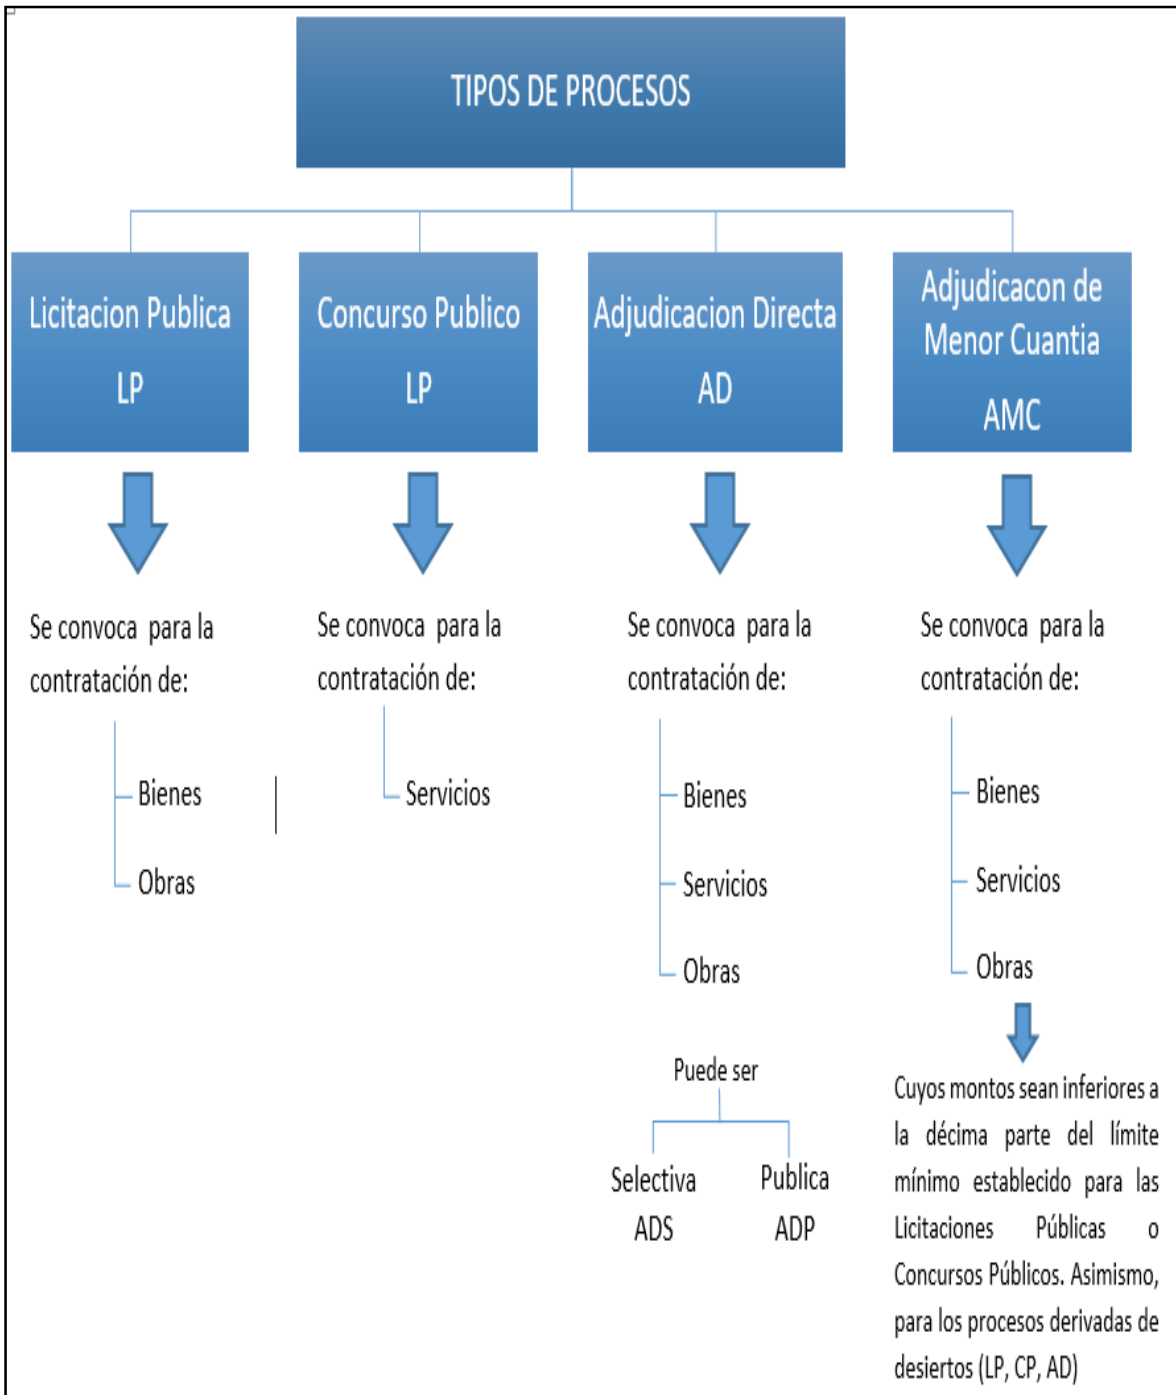 TIPOS DE PROCESOS
Licitacion Publica
LP
Concurso Publico
LP
Adjudicacion Directa
AD
Adjudicacon de
Menor Cuantia
AMC
Se convoca para la
contratación de:
Bienes
Obras
Se convoca para la
contratación de:
Servicios
Se convoca para la
contratación de:
Bienes
Servicios
Obras
Puede ser
Selectiva
ADS
Publica
ADP
Se convoca para la
contratación de:
Bienes
Servicios
Obras
Cuyos montos sean inferiores a
la décima parte del límite
mínimo establecido para las
Licitaciones Públicas o
Concursos Públicos. Asimismo,
para los procesos derivadas de
desiertos (LP, CP, AD)